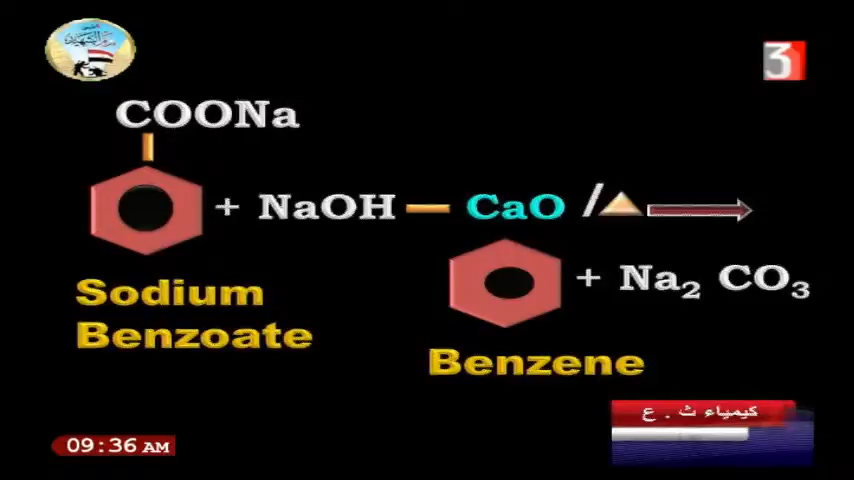 3
COONa
+ NaOH — CaO /
Sodium
Benzoate
+ Na₂ CO₃
Benzene
كيمياء ث . ع
09:36 AM